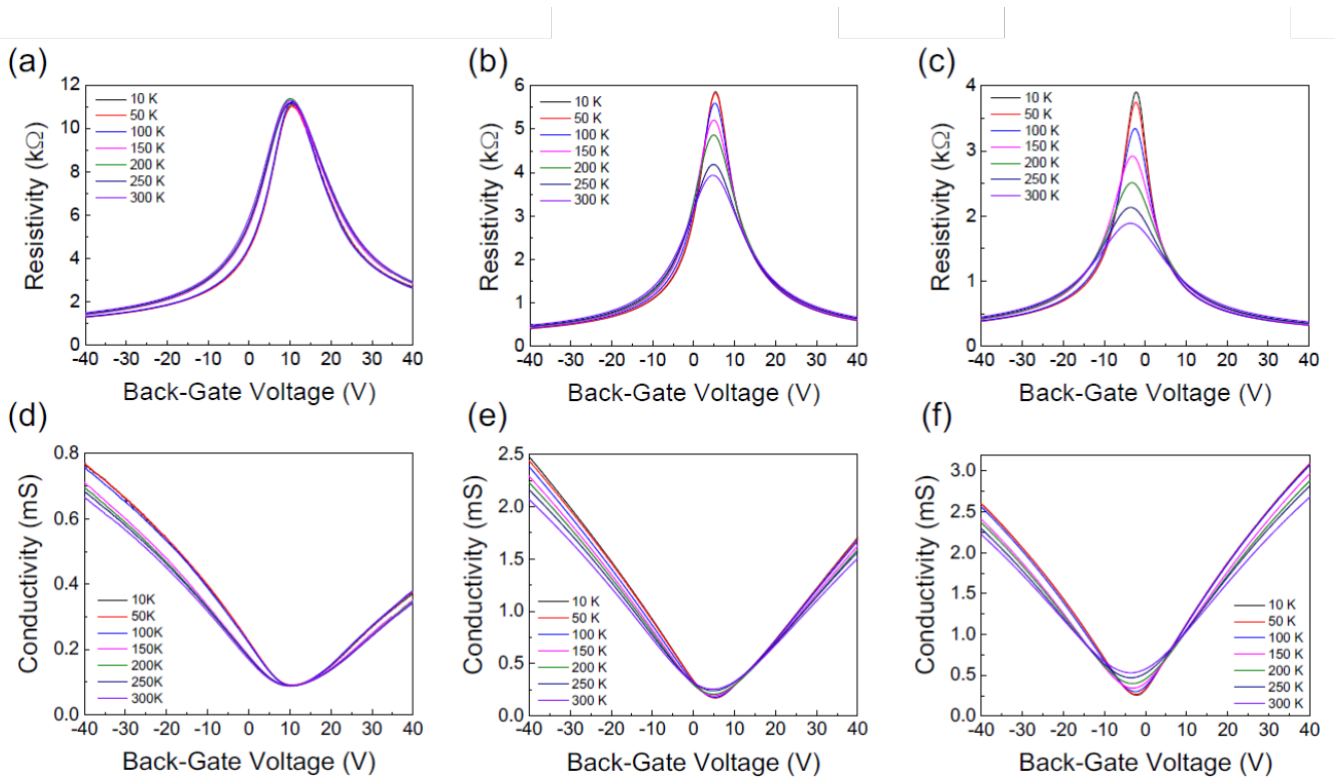 (a)
12
10
8
6
4
2
0
Resistivity (kΩ)
10 K
50 K
100 K
150 K
200 K
250 K
300 K
-40 -30 -20 -10 0 10 20 30 40
Back-Gate Voltage (V)
(b)
6
5
4
3
2
1
0
Resistivity (kΩ)
10 K
50 K
100 K
150 K
200 K
250 K
300 K
-40 -30 -20 -10 0 10 20 30 40
Back-Gate Voltage (V)
(c)
4
3
2
1
0
Resistivity (kΩ)
10 K
50 K
100 K
150 K
200 K
250 K
300 K
-40 -30 -20 -10 0 10 20 30 40
Back-Gate Voltage (V)
(d)
0.8
0.6
0.4
0.2
0.0
Conductivity (mS)
10K
50K
100K
150K
200K
250K
300K
-40 -30 -20 -10 0 10 20 30 40
Back-Gate Voltage (V)
(e)
2.5
2.0
1.5
1.0
0.5
0.0
Conductivity (mS)
10 K
50 K
100 K
150 K
200 K
250 K
300 K
-40 -30 -20 -10 0 10 20 30 40
Back-Gate Voltage (V)
(f)
3.0
2.5
2.0
1.5
1.0
0.5
0.0
Conductivity (mS)
10 K
50 K
100 K
150 K
200 K
250 K
300 K
-40 -30 -20 -10 0 10 20 30 40
Back-Gate Voltage (V)